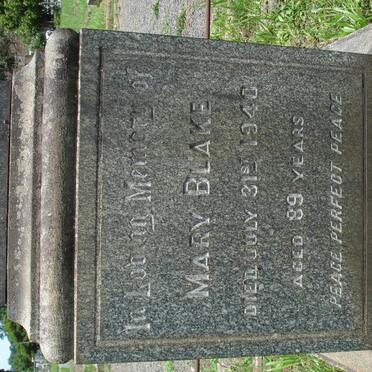 In Loving Memory of
MARY BLAKE
DIED JULY 31ST 1940
AGED 89 YEARS
PEACE, PERFECT PEACE